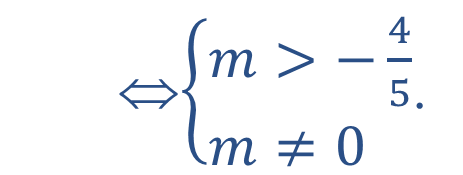 ⇔ { m > − 4/5.
m ≠ 0